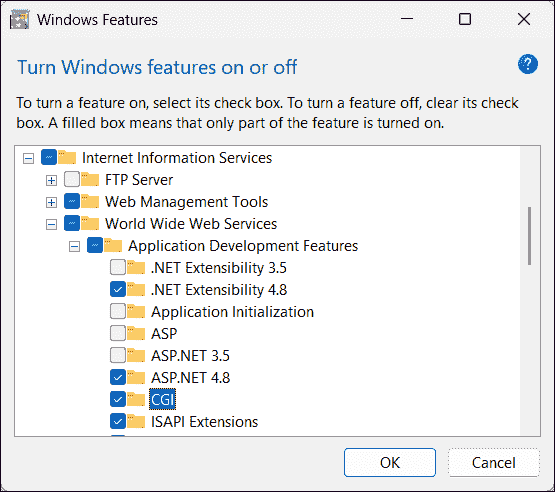 Windows Features
Turn Windows features on or off
?
To turn a feature on, select its check box. To turn a feature off, clear its check
box. A filled box means that only part of the feature is turned on.
Internet Information Services
FTP Server
Web Management Tools
World Wide Web Services
Application Development Features
.NET Extensibility 3.5
.NET Extensibility 4.8
Application Initialization
ASP
ASP.NET 3.5
ASP.NET 4.8
CGI
ISAPI Extensions
OK Cancel